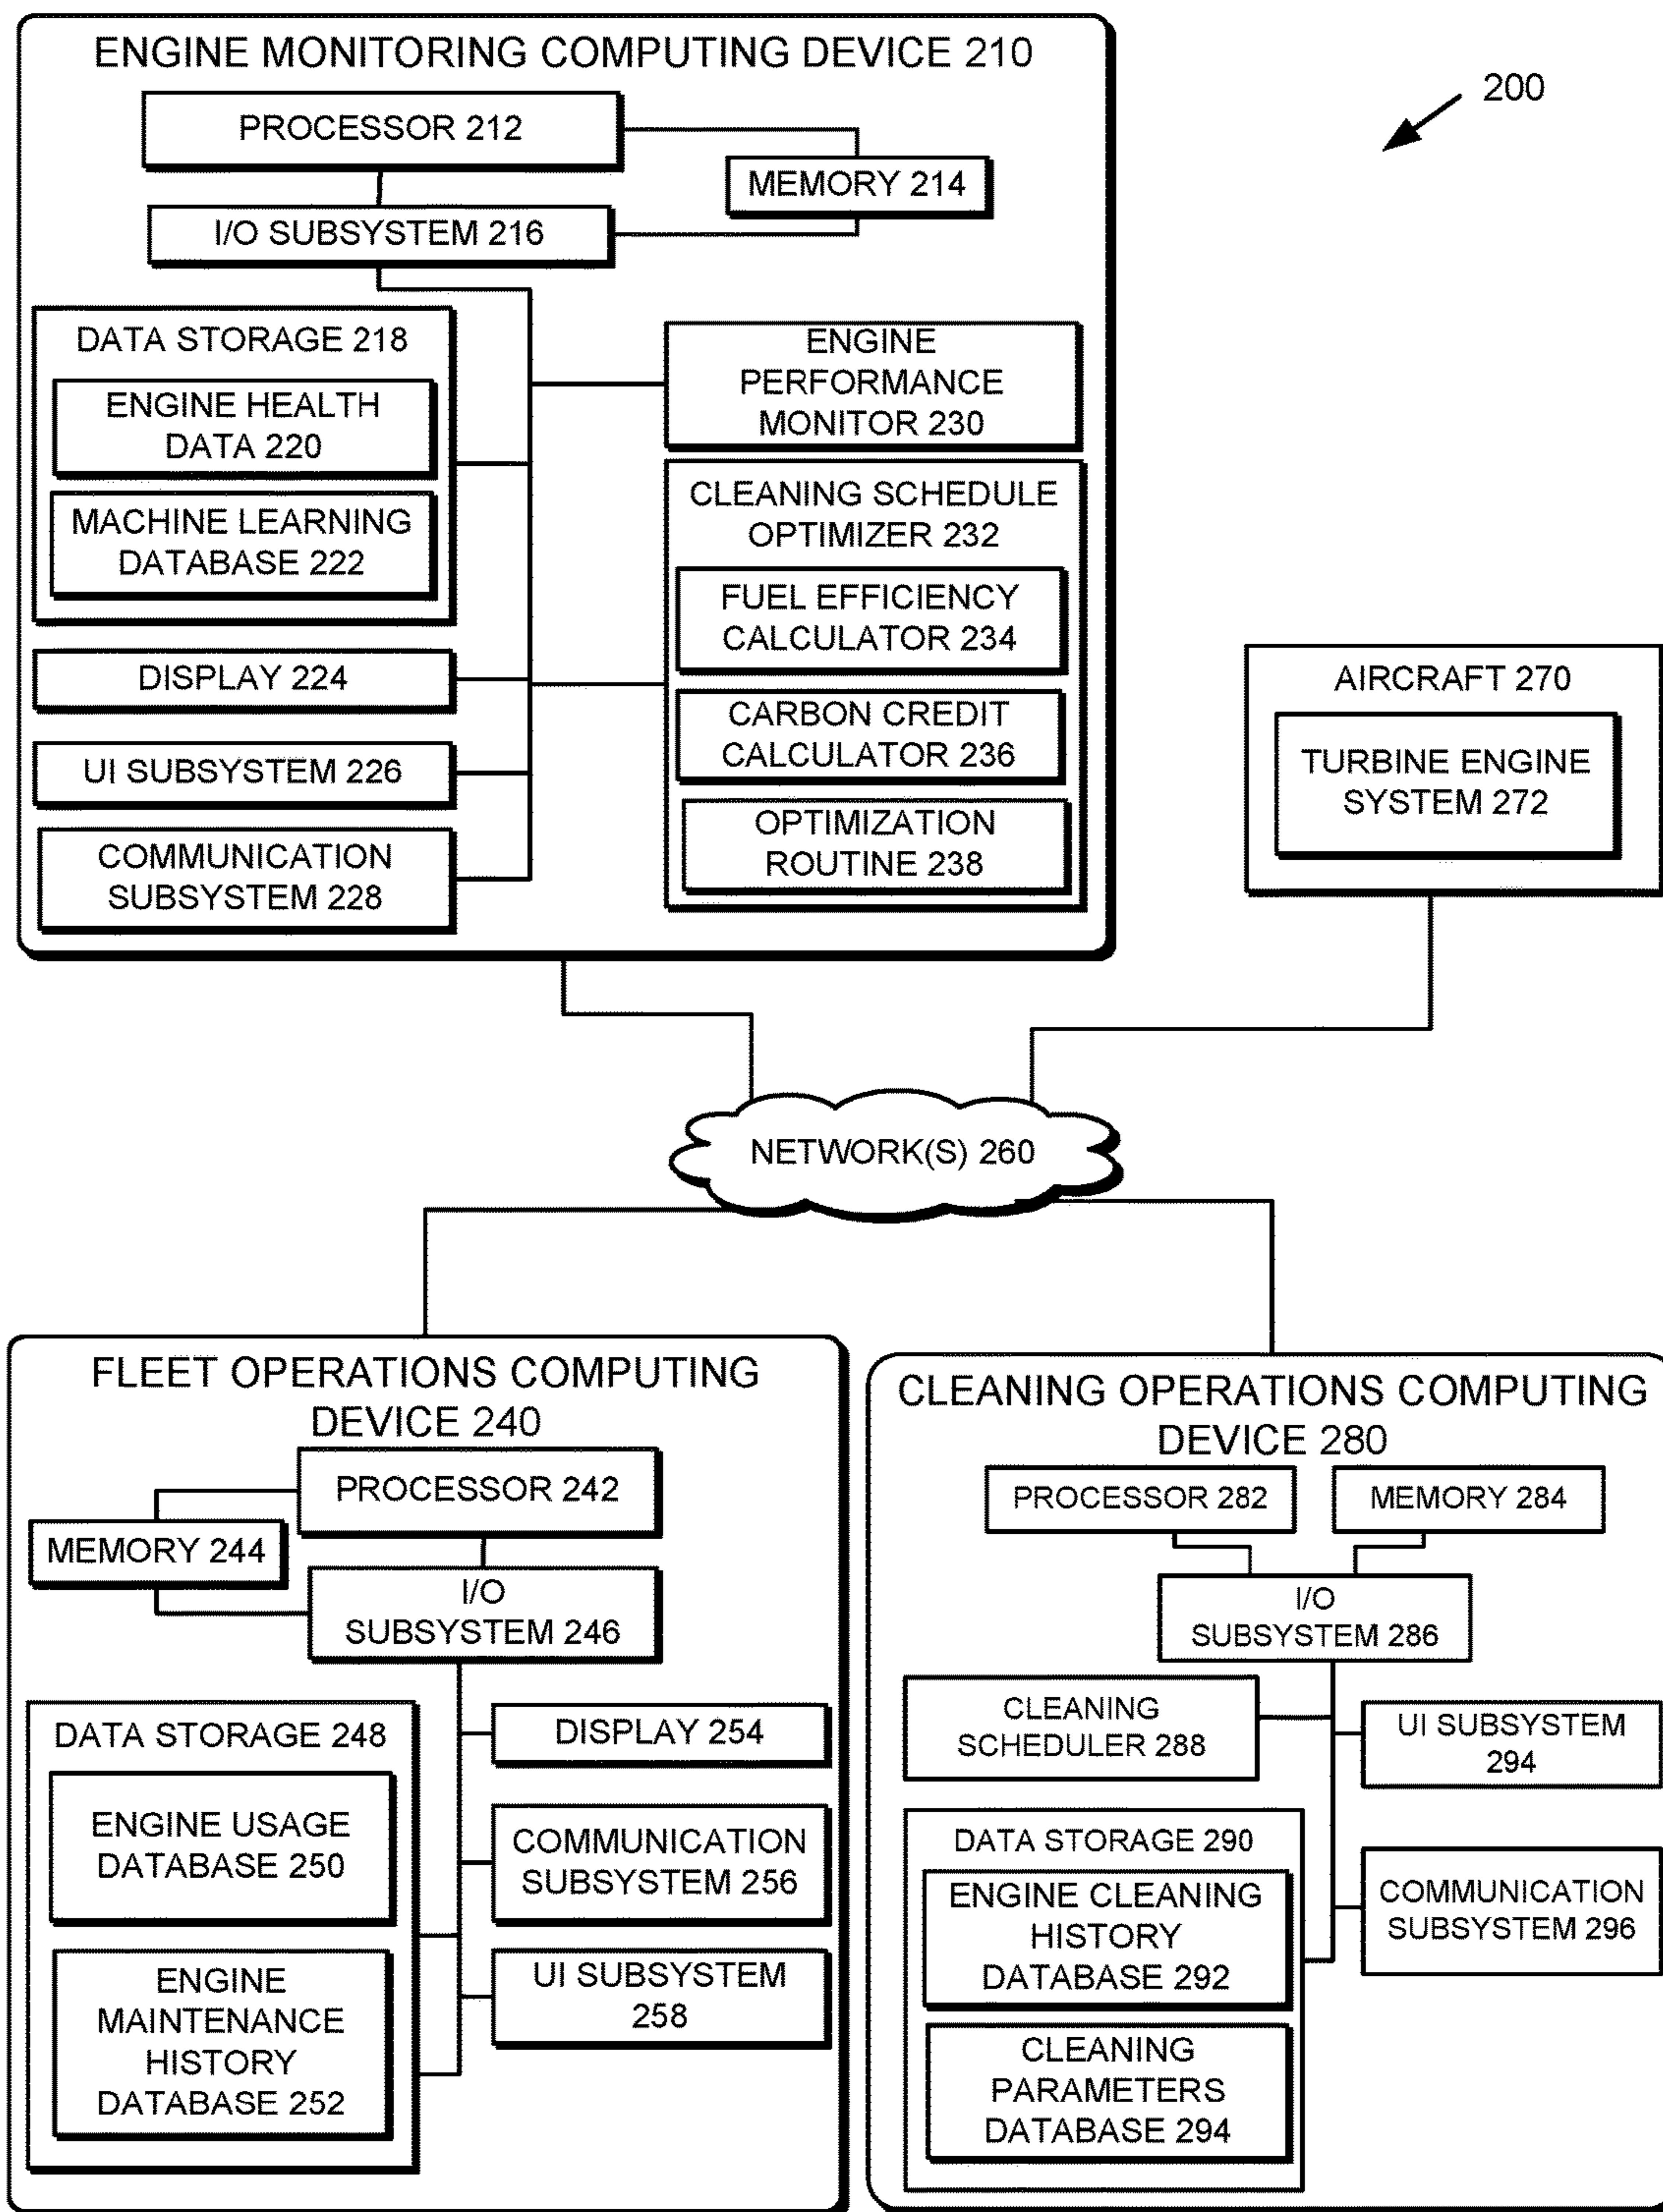 ENGINE MONITORING COMPUTING DEVICE 210
200
PROCESSOR 212
MEMORY 214
I/O SUBSYSTEM 216
DATA STORAGE 218
ENGINE HEALTH
DATA 220
MACHINE LEARNING
DATABASE 222
DISPLAY 224
UI SUBSYSTEM 226
COMMUNICATION
SUBSYSTEM 228
ENGINE
PERFORMANCE
MONITOR 230
CLEANING SCHEDULE
OPTIMIZER 232
FUEL EFFICIENCY
CALCULATOR 234
CARBON CREDIT
CALCULATOR 236
OPTIMIZATION
ROUTINE 238
AIRCRAFT 270
TURBINE ENGINE
SYSTEM 272
NETWORK(S) 260
FLEET OPERATIONS COMPUTING
DEVICE 240
PROCESSOR 242
MEMORY 244
I/O
SUBSYSTEM 246
DATA STORAGE 248
ENGINE USAGE
DATABASE 250
ENGINE
MAINTENANCE
HISTORY
DATABASE 252
DISPLAY 254
COMMUNICATION
SUBSYSTEM 256
UI SUBSYSTEM
258
CLEANING OPERATIONS COMPUTING
DEVICE 280
PROCESSOR 282
MEMORY 284
I/O
SUBSYSTEM 286
CLEANING
SCHEDULER 288
DATA STORAGE 290
ENGINE CLEANING
HISTORY
DATABASE 292
CLEANING
PARAMETERS
DATABASE 294
UI SUBSYSTEM
294
COMMUNICATION
SUBSYSTEM 296